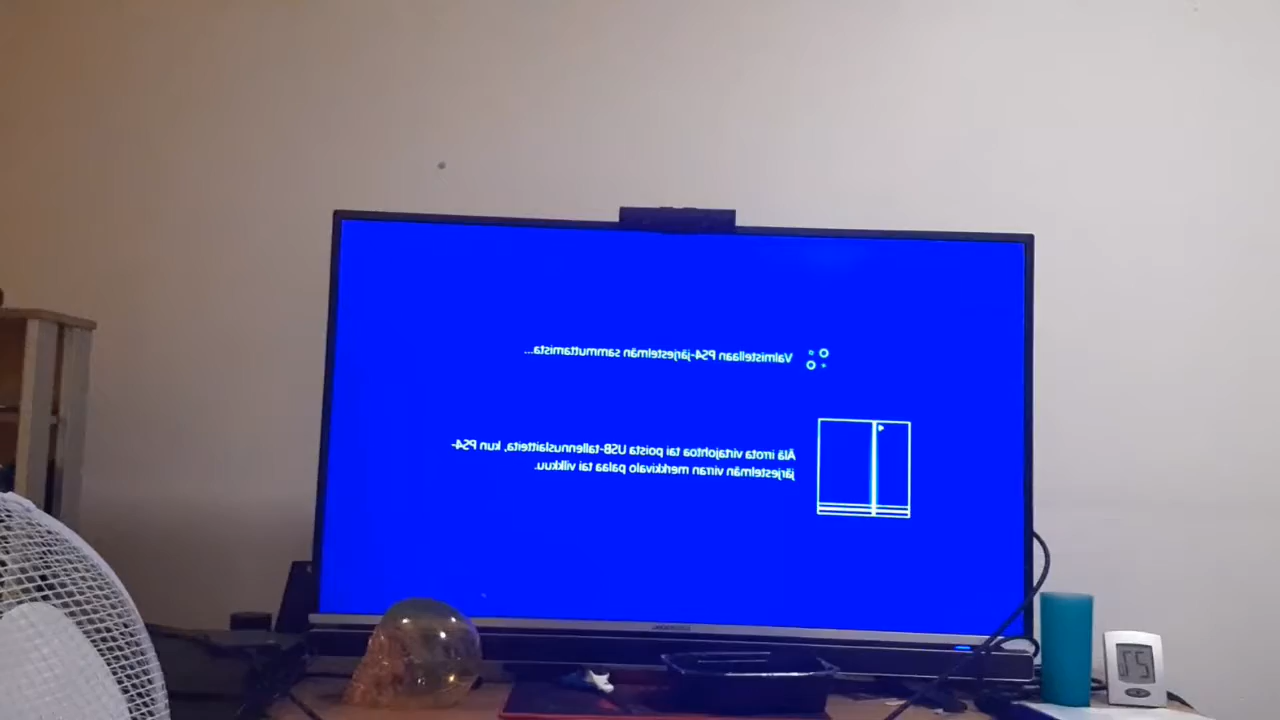 Valmistellaan PS4-järjestelmän sammuttamista...
Älä irrota virtajohtoa tai poista USB-tallennuslaitteita, kun PS4-
järjestelmän virran merkkivalo palaa tai vilkkuu.